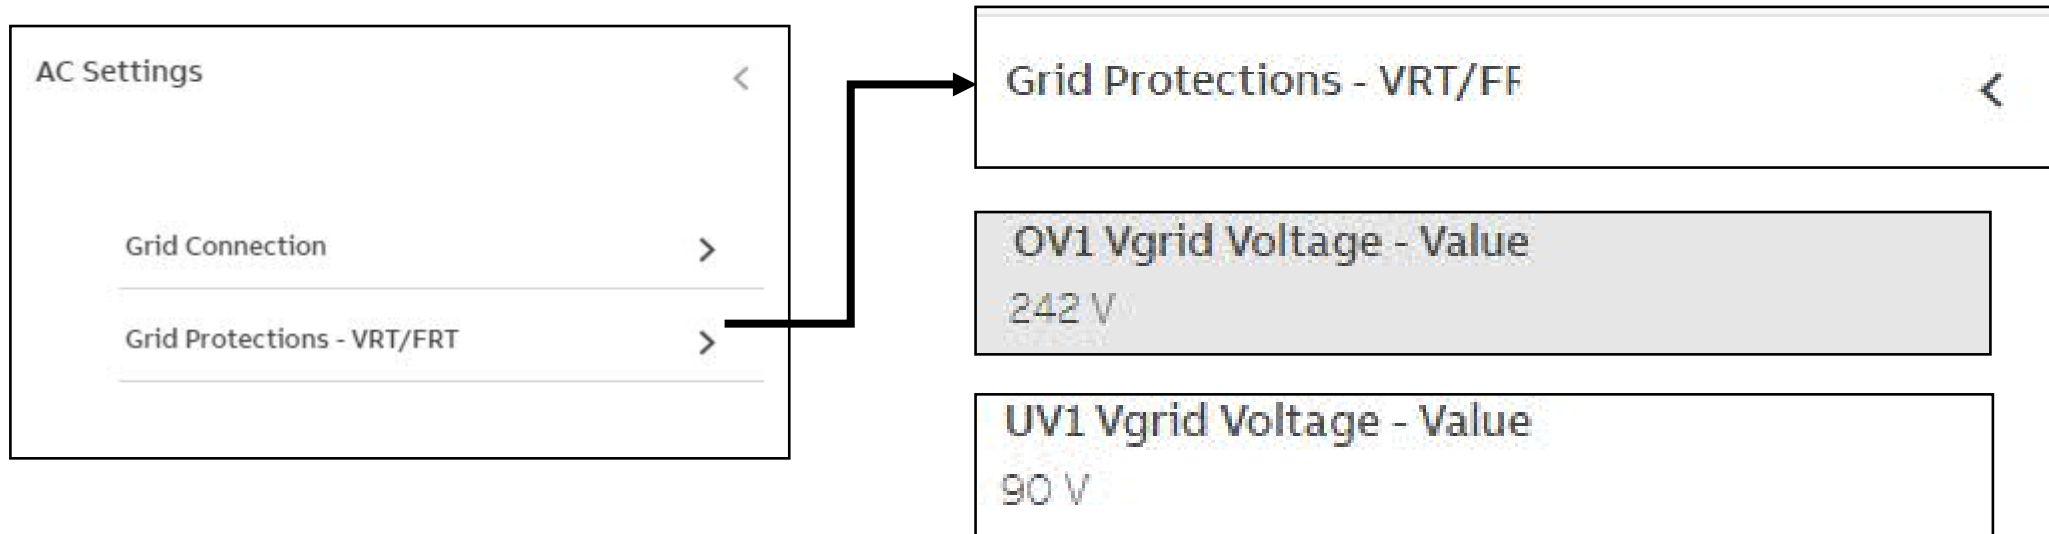 AC Settings
Grid Connection
Grid Protections - VRT/FRT
Grid Protections - VRT/FF
OV1 Vgrid Voltage - Value
242 V
UV1 Vgrid Voltage - Value
90 V